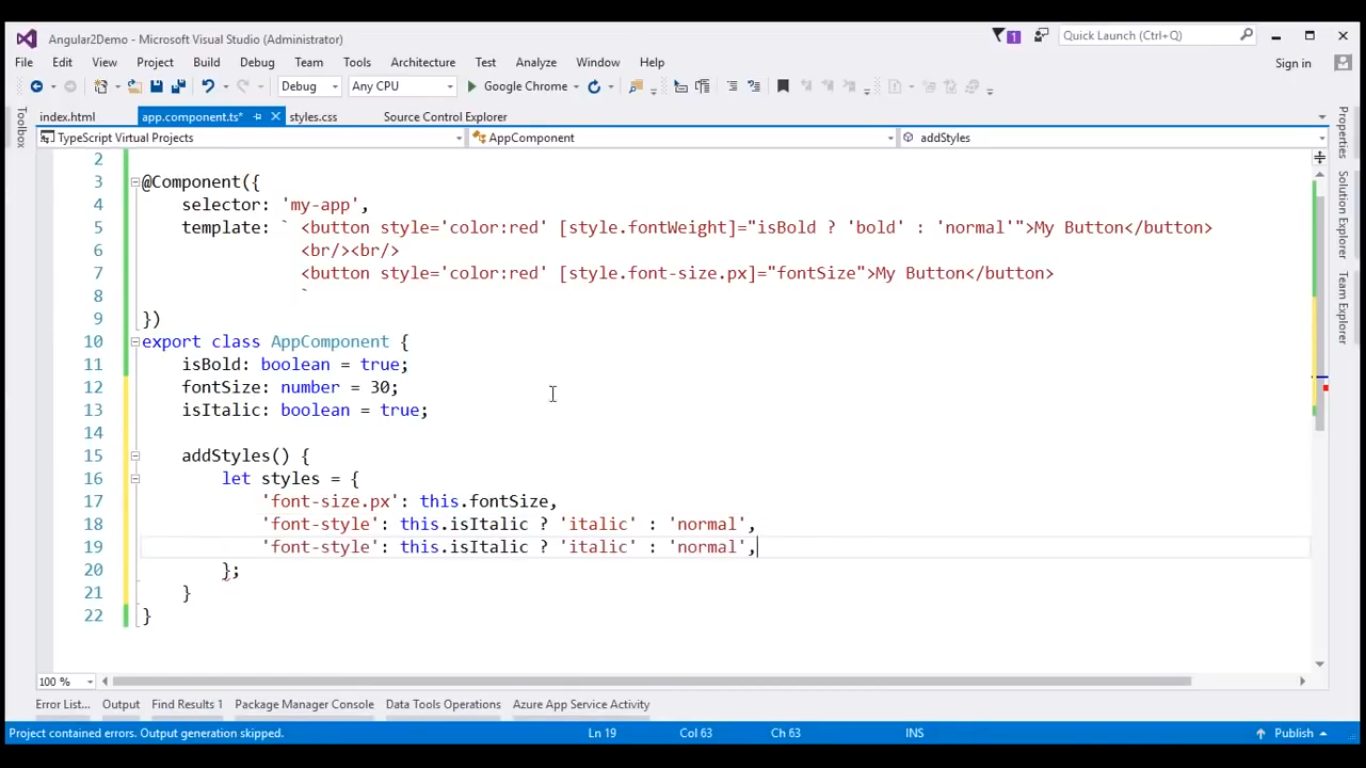 Angular2Demo - Microsoft Visual Studio (Administrator)
1
Quick Launch (Ctrl+Q)
File Edit View Project Build Debug Team Tools Architecture Test Analyze Window Help
Sign in
Debug Any CPU Google Chrome
index.html app.component.ts* styles.css Source Control Explorer
TypeScript Virtual Projects AppComponent addStyles
Toolbox
Properties
Solution Explorer
Team Explorer
2
3 @Component({
4 selector: 'my-app',
5 template: ` <button style='color:red' [style.fontWeight]="isBold ? 'bold' : 'normal'">My Button</button>
6 <br/><br/>
7 <button style='color:red' [style.font-size.px]="fontSize">My Button</button>
8 `
9 })
10 export class AppComponent {
11 isBold: boolean = true;
12 fontSize: number = 30;
13 isItalic: boolean = true;
14
15 addStyles() {
16 let styles = {
17 'font-size.px': this.fontSize,
18 'font-style': this.isItalic ? 'italic' : 'normal',
19 'font-style': this.isItalic ? 'italic' : 'normal',
20 };
21 }
22 }
100 %
Error List... Output Find Results 1 Package Manager Console Data Tools Operations Azure App Service Activity
Project contained errors. Output generation skipped. Ln 19 Col 63 Ch 63 INS Publish